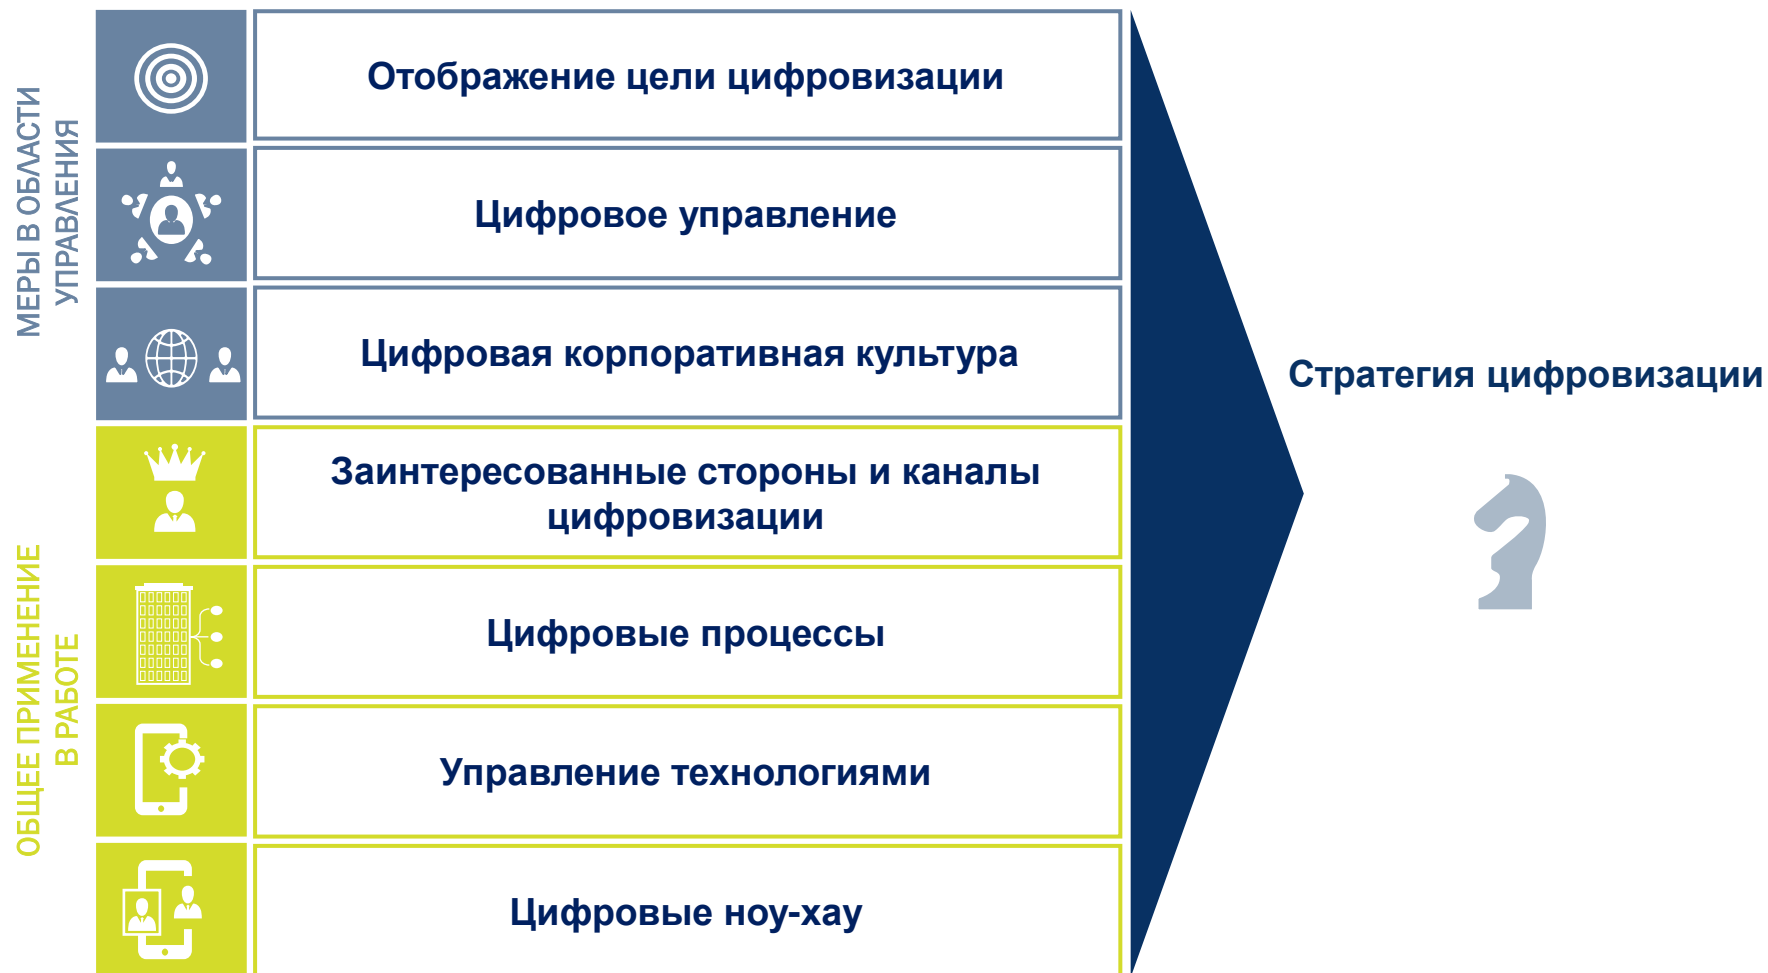 МЕРЫ В ОБЛАСТИ
УПРАВЛЕНИЯ
Отображение цели цифровизации
Цифровое управление
Цифровая корпоративная культура
ОБЩЕЕ ПРИМЕНЕНИЕ
В РАБОТЕ
Заинтересованные стороны и каналы
цифровизации
Цифровые процессы
Управление технологиями
Цифровые ноу-хау
Стратегия цифровизации